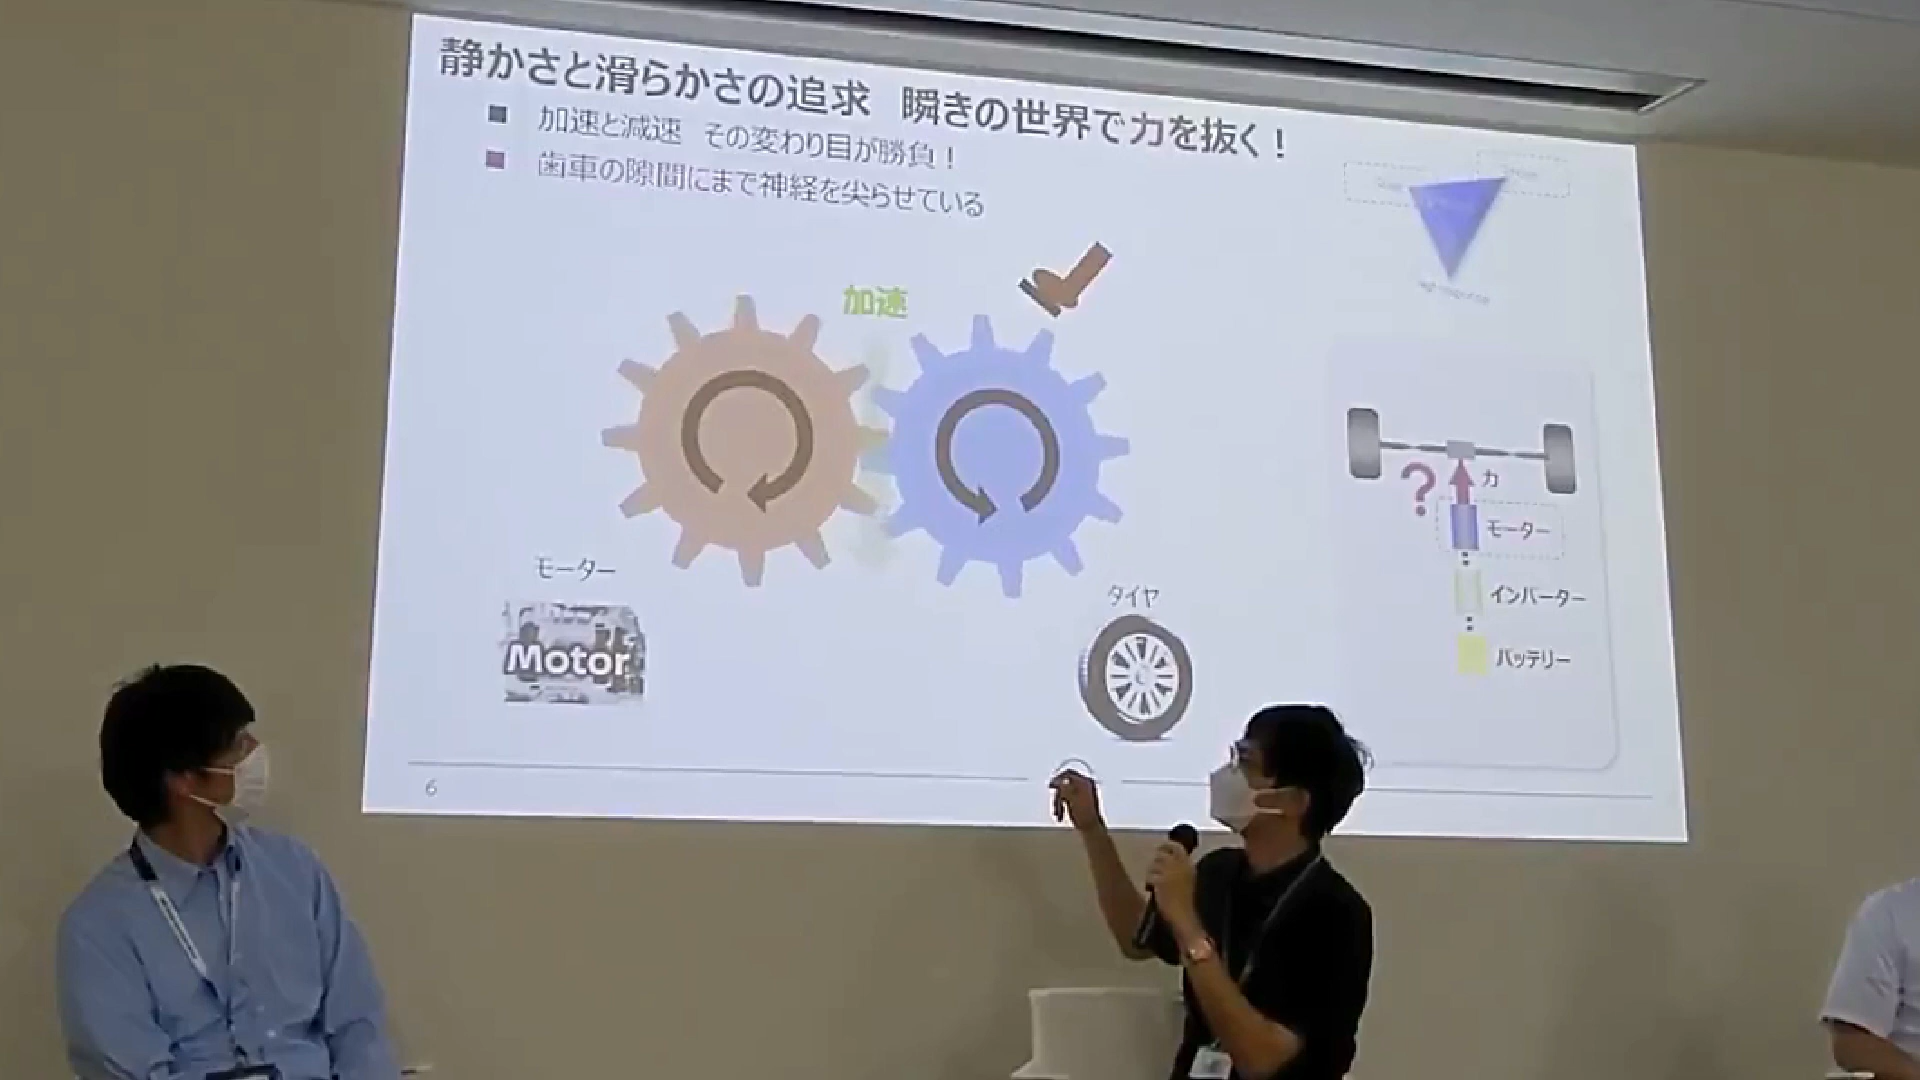 静かさと滑らかさの追求 瞬きの世界で力を抜く！
加速と減速 その変わり目が勝負！
歯車の隙間にまで神経を尖らせている
加速
モーター
Motor
タイヤ
?
力
モーター
インバーター
バッテリー
6